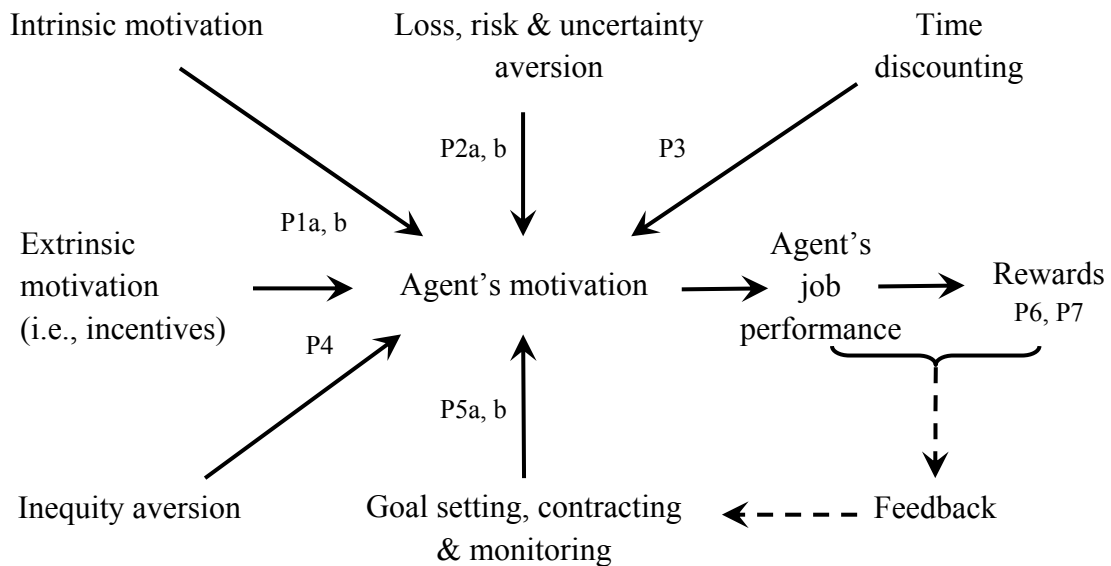 Intrinsic motivation
Loss, risk & uncertainty
aversion
Time
discounting
P2a, b
P3
P1a, b
Extrinsic
motivation
(i.e., incentives)
Agent’s motivation
Agent’s
job
performance
Rewards
P6, P7
P4
P5a, b
Inequity aversion
Goal setting, contracting
& monitoring
Feedback